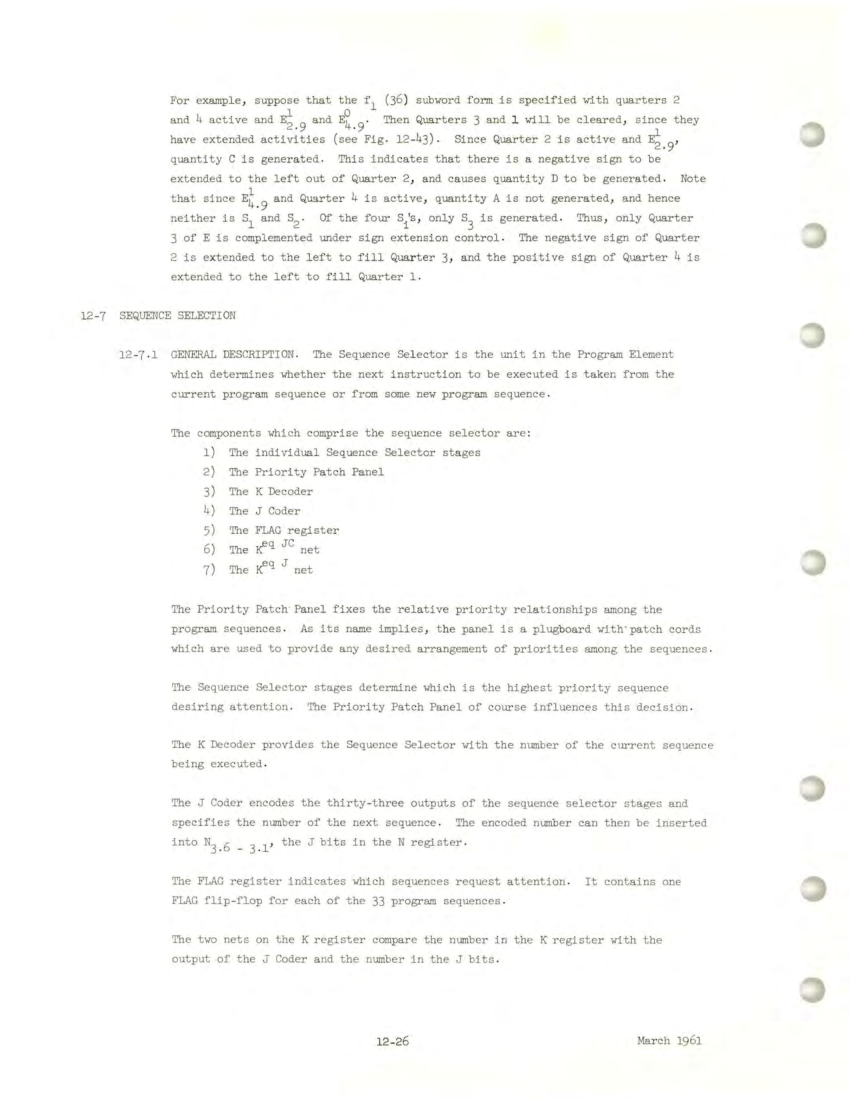 For example, suppose that the f₁ (36) subword form is specified with quarters 2
and 4 active and E¹₂.₉ and E⁰₄.₉. Then Quarters 3 and 1 will be cleared, since they
have extended activities (see Fig. 12-43). Since Quarter 2 is active and E¹₂.₉,
quantity C is generated. This indicates that there is a negative sign to be
extended to the left out of Quarter 2, and causes quantity D to be generated. Note
that since E¹₄.₉ and Quarter 4 is active, quantity A is not generated, and hence
neither is S₁ and S₂. Of the four Sᵢ's, only S₃ is generated. Thus, only Quarter
3 of E is complemented under sign extension control. The negative sign of Quarter
2 is extended to the left to fill Quarter 3, and the positive sign of Quarter 4 is
extended to the left to fill Quarter 1.
12-7 SEQUENCE SELECTION
12-7.1 GENERAL DESCRIPTION. The Sequence Selector is the unit in the Program Element
which determines whether the next instruction to be executed is taken from the
current program sequence or from some new program sequence.
The components which comprise the sequence selector are:
1) The individual Sequence Selector stages
2) The Priority Patch Panel
3) The K Decoder
4) The J Coder
5) The FLAG register
6) The K^eq JC net
7) The K^eq J net
The Priority Patch Panel fixes the relative priority relationships among the
program sequences. As its name implies, the panel is a plugboard with patch cords
which are used to provide any desired arrangement of priorities among the sequences.
The Sequence Selector stages determine which is the highest priority sequence
desiring attention. The Priority Patch Panel of course influences this decision.
The K Decoder provides the Sequence Selector with the number of the current sequence
being executed.
The J Coder encodes the thirty-three outputs of the sequence selector stages and
specifies the number of the next sequence. The encoded number can then be inserted
into N₃.₆ ₋ ₃.₁, the J bits in the N register.
The FLAG register indicates which sequences request attention. It contains one
FLAG flip-flop for each of the 33 program sequences.
The two nets on the K register compare the number in the K register with the
output of the J Coder and the number in the J bits.
12-26 March 1961